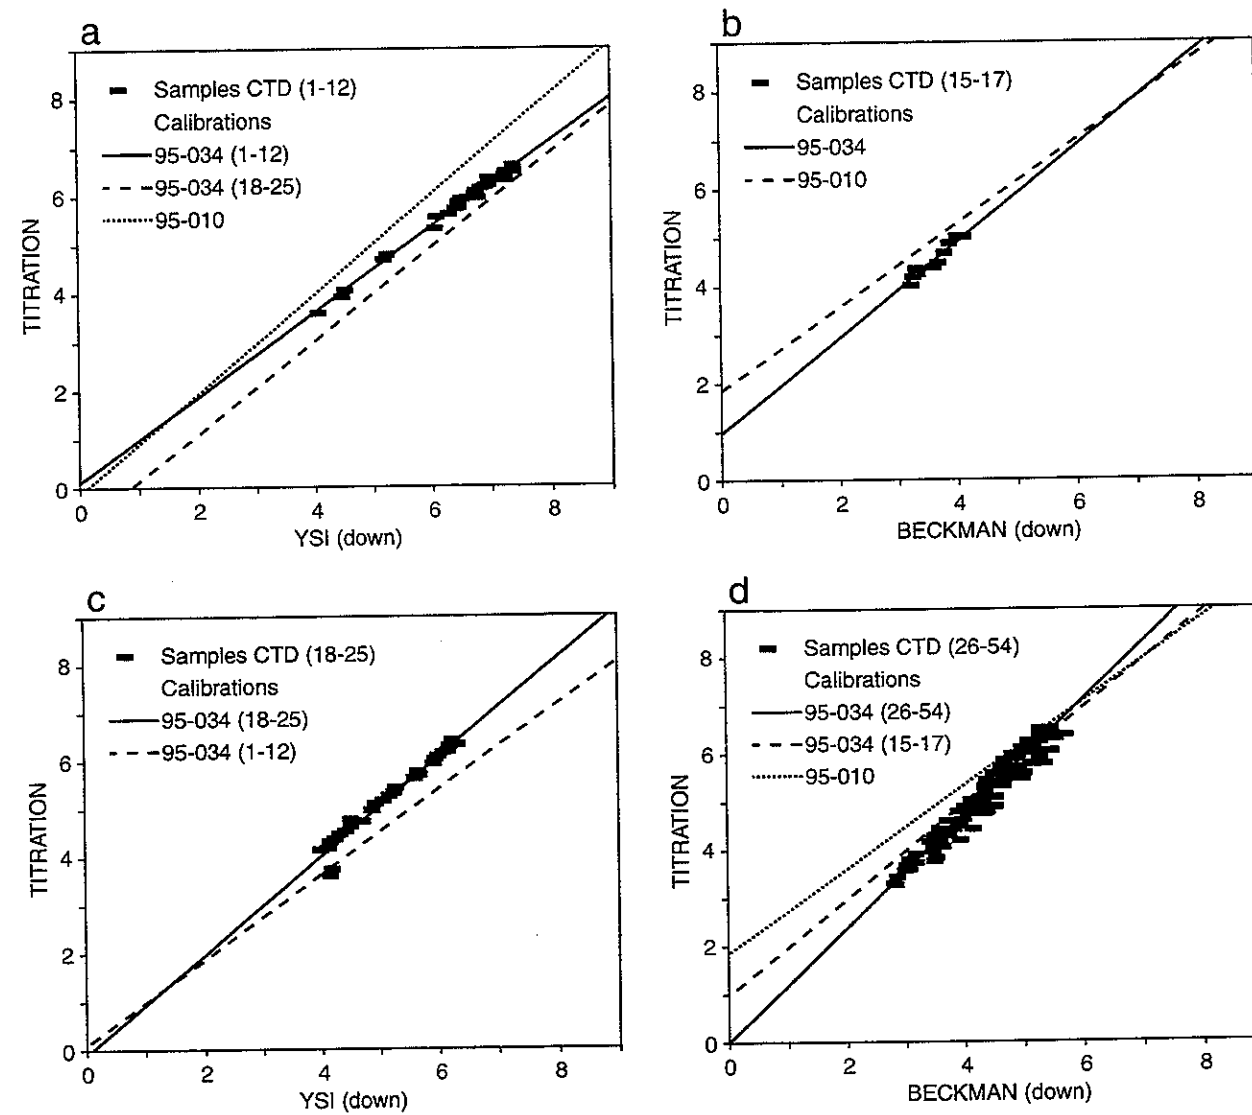 a
Samples CTD (1-12)
Calibrations
95-034 (1-12)
95-034 (18-25)
95-010
TITRATION
8
6
4
2
0
0 2 4 6 8
YSI (down)
b
Samples CTD (15-17)
Calibrations
95-034
95-010
TITRATION
8
6
4
2
0
0 2 4 6 8
BECKMAN (down)
c
Samples CTD (18-25)
Calibrations
95-034 (18-25)
95-034 (1-12)
TITRATION
8
6
4
2
0
0 2 4 6 8
YSI (down)
d
Samples CTD (26-54)
Calibrations
95-034 (26-54)
95-034 (15-17)
95-010
TITRATION
8
6
4
2
0
0 2 4 6 8
BECKMAN (down)